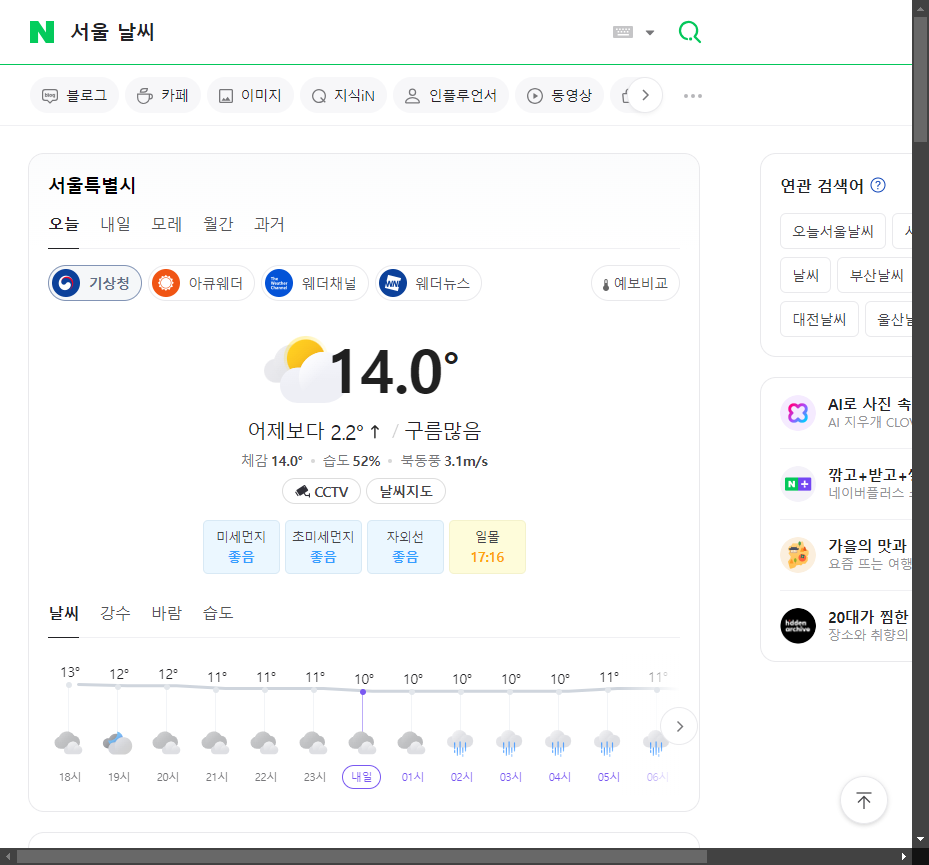 서울 날씨
블로그 카페 이미지 지식iN 인플루언서 동영상
서울특별시
오늘 내일 모레 월간 과거
기상청 아큐웨더 The Weather Channel 웨더채널 WNI 웨더뉴스 예보비교
14.0°
어제보다 2.2° ↑ / 구름많음
체감 14.0° 습도 52% 북동풍 3.1m/s
CCTV 날씨지도
미세먼지 초미세먼지 자외선 일몰
좋음 좋음 좋음 17:16
날씨 강수 바람 습도
13° 12° 12° 11° 11° 11° 10° 10° 10° 10° 10° 11° 11°
18시 19시 20시 21시 22시 23시 내일 01시 02시 03시 04시 05시 06시
연관 검색어 ?
오늘서울날씨
날씨 부산날씨
대전날씨 울산
AI로 사진 속
AI 지우개 CLOV
깎고+받고+
네이버플러스
가을의 맛과
요즘 뜨는 여행
hidden archive
20대가 찜한
장소와 취향의